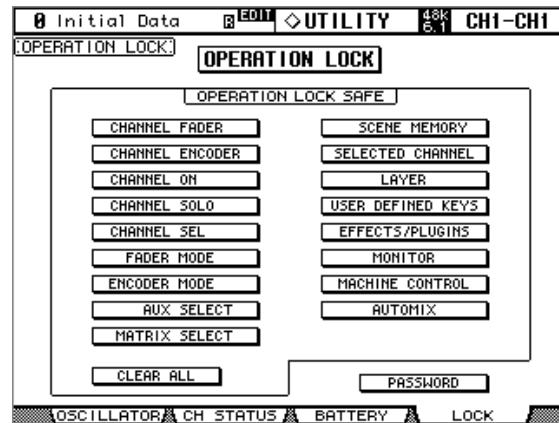 0 Initial Data R EDIT ◇UTILITY 48k 5.1 CH1-CH1
OPERATION LOCK
OPERATION LOCK
OPERATION LOCK SAFE
CHANNEL FADER SCENE MEMORY
CHANNEL ENCODER SELECTED CHANNEL
CHANNEL ON LAYER
CHANNEL SOLO USER DEFINED KEYS
CHANNEL SEL EFFECTS/PLUGINS
FADER MODE MONITOR
ENCODER MODE MACHINE CONTROL
AUX SELECT AUTOMIX
MATRIX SELECT
CLEAR ALL PASSWORD
OSCILLATOR CH STATUS BATTERY LOCK